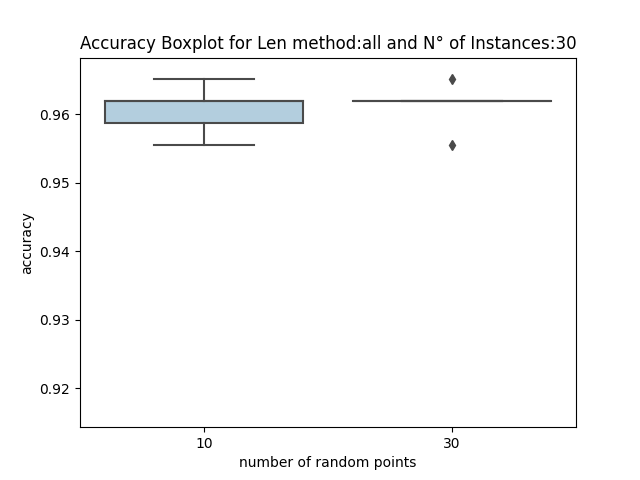 Accuracy Boxplot for Len method:all and N° of Instances:30
0.96
0.95
0.94
0.93
0.92
accuracy
10
30
number of random points